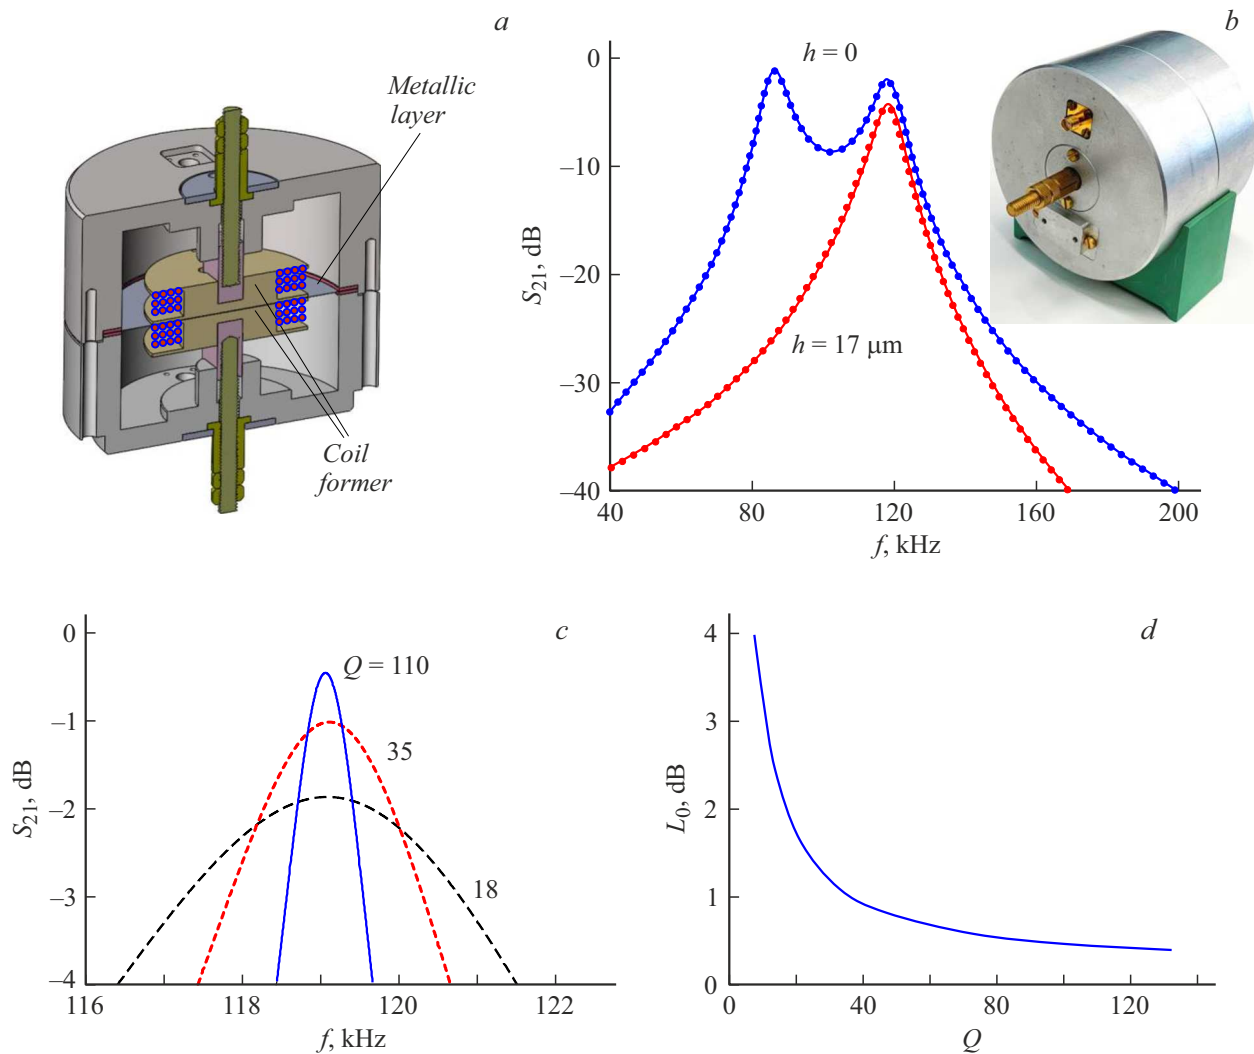 a
Metallic
layer
Coil
former
b
h = 0
h = 17 μm
0
–10
–20
–30
–40
S21, dB
40
80
120
160
200
f, kHz
c
Q = 110
35
18
0
–1
–2
–3
–4
S21, dB
116
118
120
122
f, kHz
d
4
3
2
1
0
L0, dB
0
40
80
120
Q